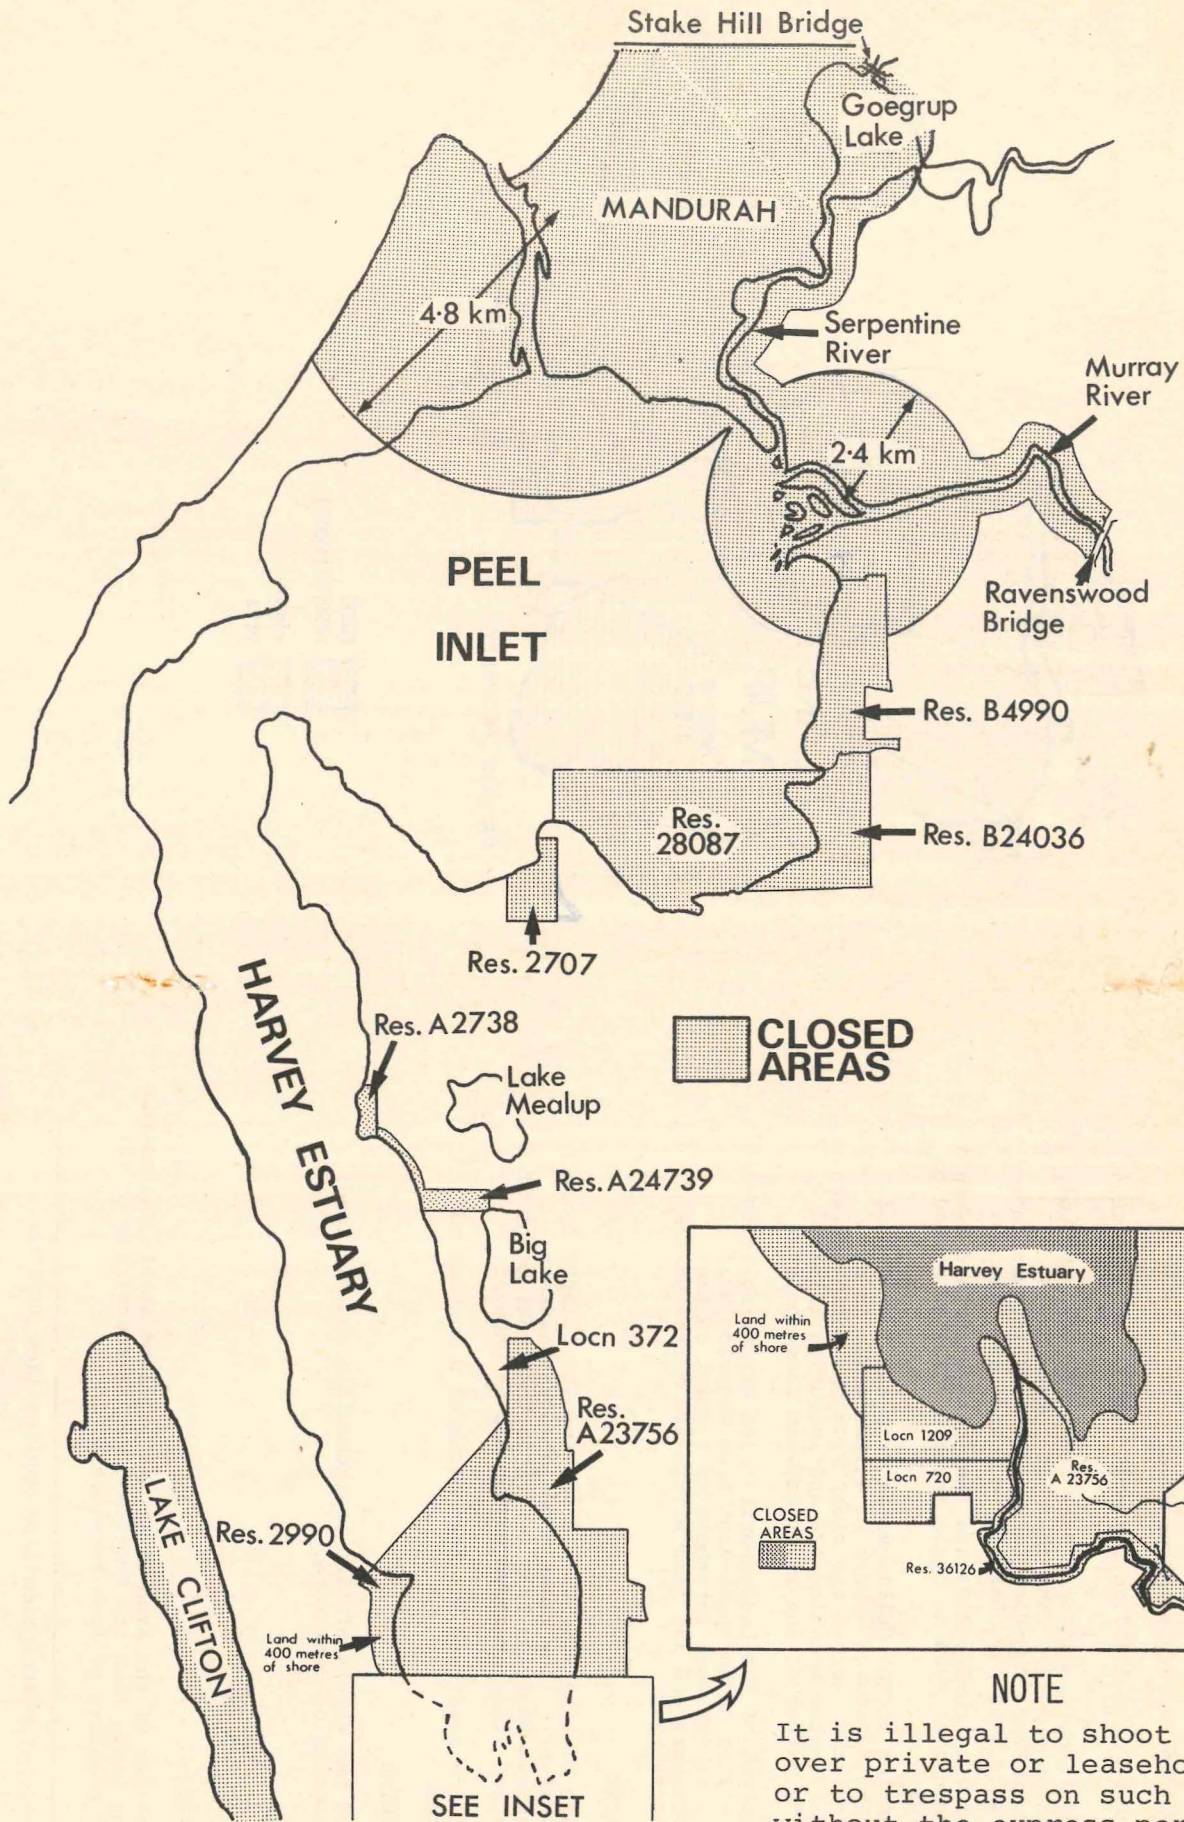 Stake Hill Bridge
Goegrup
Lake
MANDURAH
4·8 km
Serpentine
River
Murray
River
2·4 km
PEEL
INLET
Ravenswood
Bridge
Res. B4990
Res.
28087
Res. B24036
Res. 2707
HARVEY ESTUARY
Res. A2738
CLOSED
AREAS
Lake
Mealup
Res. A24739
Big
Lake
Locn 372
Res.
A23756
LAKE CLIFTON
Res. 2990
Land within
400 metres
of shore
SEE INSET
Harvey Estuary
Land within
400 metres
of shore
Locn 1209
Locn 720
Res.
A 23756
CLOSED
AREAS
Res. 36126
NOTE
It is illegal to shoot
over private or leaseho
or to trespass on such
without the express per